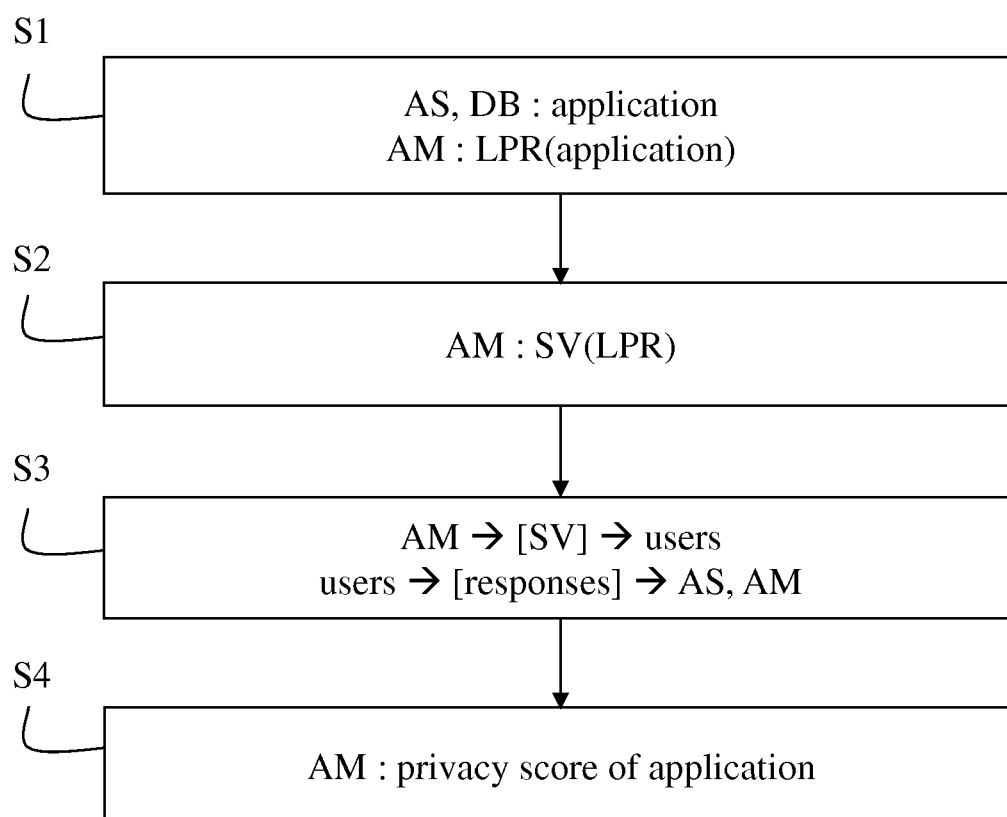 S1
AS, DB : application
AM : LPR(application)
S2
AM : SV(LPR)
S3
AM → [SV] → users
users → [responses] → AS, AM
S4
AM : privacy score of application